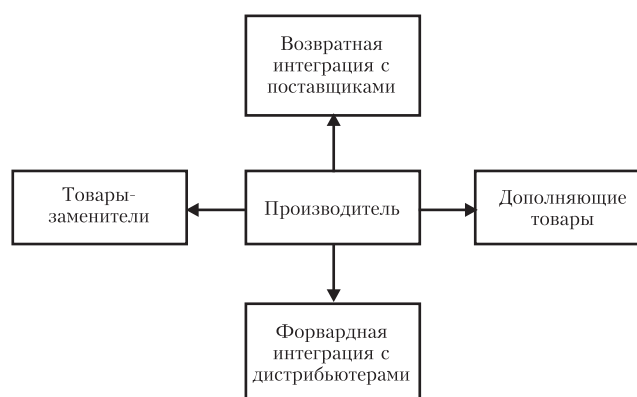 Возвратная
интеграция с
поставщиками
Товары-
заменители
Производитель
Дополняющие
товары
Форвардная
интеграция с
дистрибьютерами